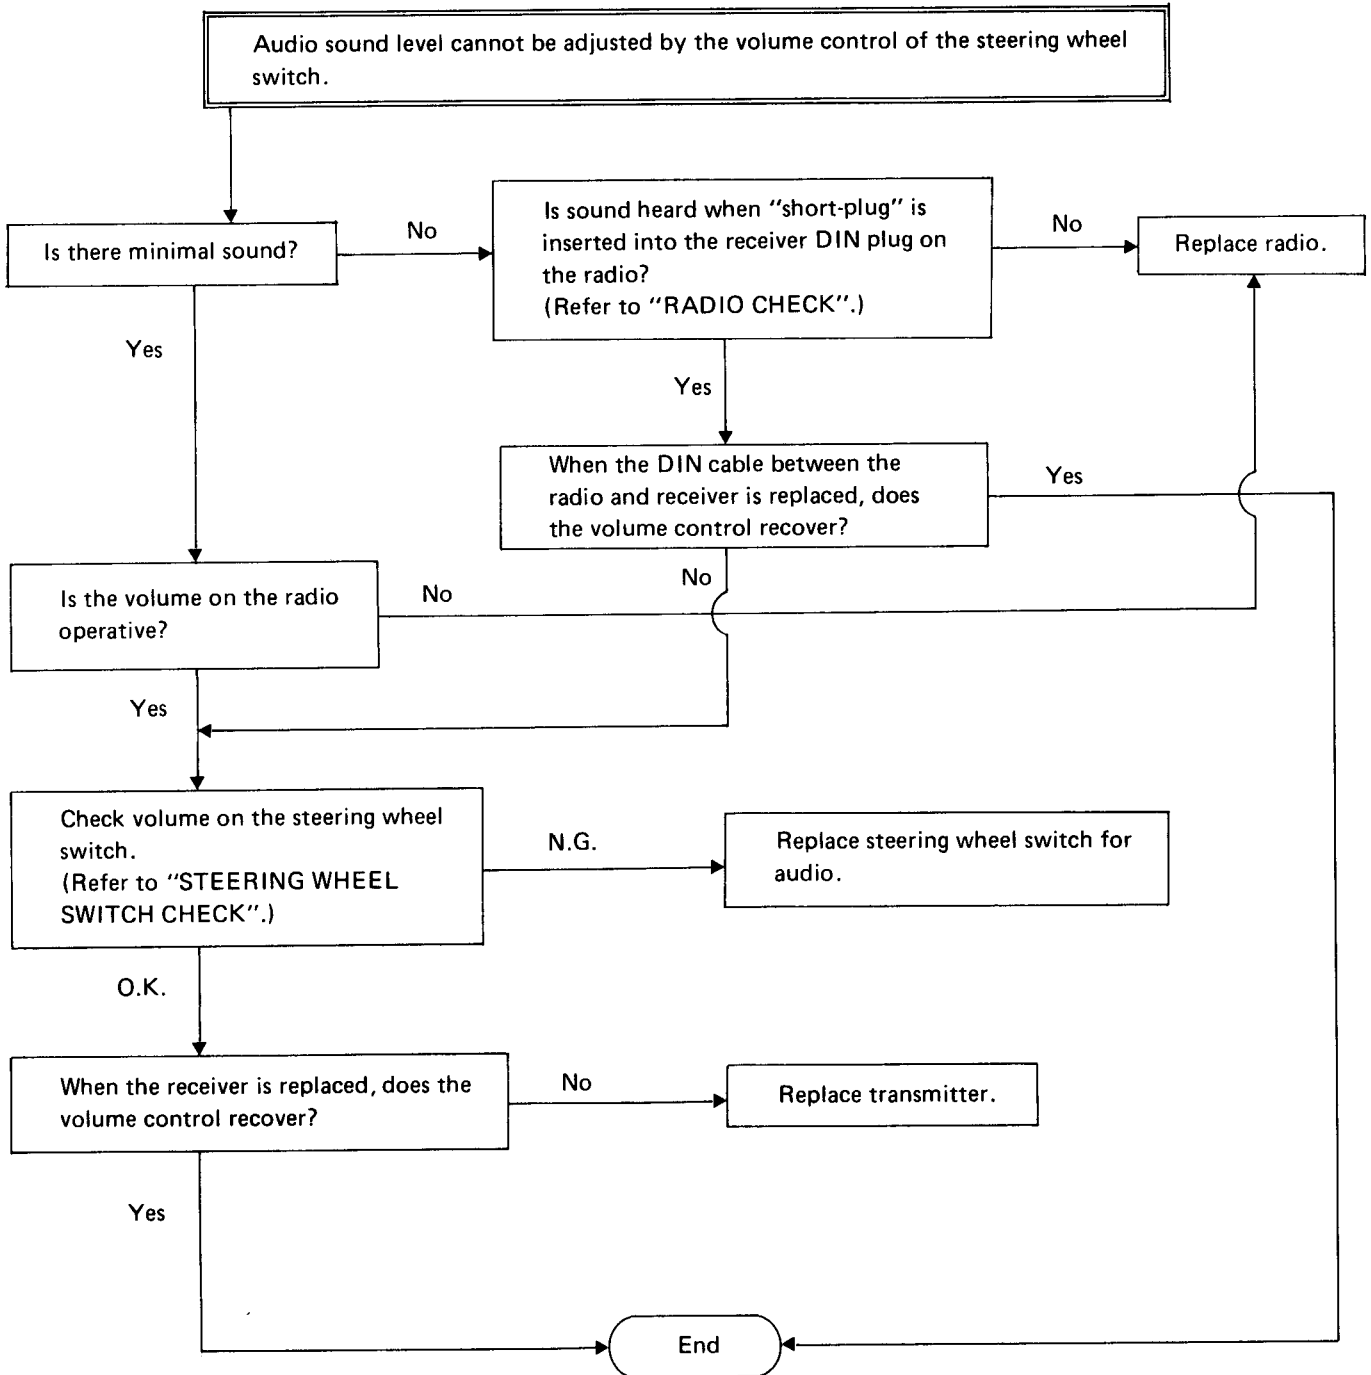 Audio sound level cannot be adjusted by the volume control of the steering wheel
switch.
Is there minimal sound?
No
Is sound heard when "short-plug" is
inserted into the receiver DIN plug on
the radio?
(Refer to "RADIO CHECK".)
No
Replace radio.
Yes
Yes
When the DIN cable between the
radio and receiver is replaced, does
the volume control recover?
Yes
No
Is the volume on the radio
operative?
No
Yes
Check volume on the steering wheel
switch.
(Refer to "STEERING WHEEL
SWITCH CHECK".)
N.G.
Replace steering wheel switch for
audio.
O.K.
When the receiver is replaced, does the
volume control recover?
No
Replace transmitter.
Yes
End